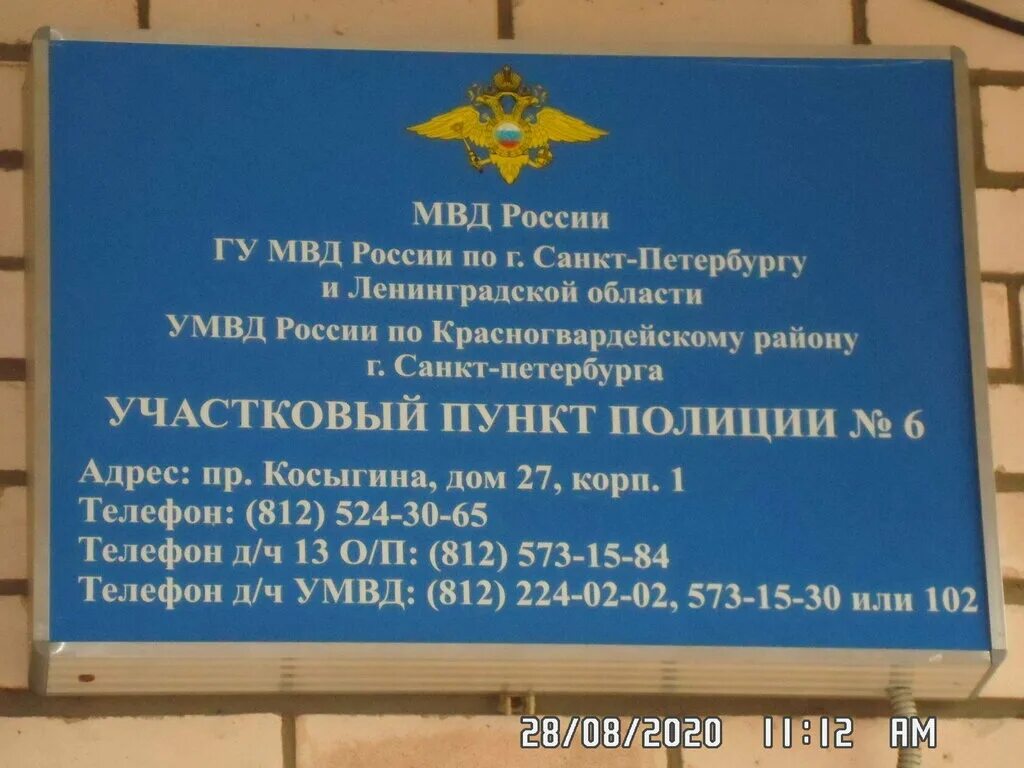 МВД России
ГУ МВД России по г. Санкт-Петербургу
и Ленинградской области
УМВД России по Красногвардейскому району
г. Санкт-петербурга
УЧАСТКОВЫЙ ПУНКТ ПОЛИЦИИ № 6
Адрес: пр. Косыгина, дом 27, корп. 1
Телефон: (812) 524-30-65
Телефон д/ч 13 О/П: (812) 573-15-84
Телефон д/ч УМВД: (812) 224-02-02, 573-15-30 или 102
28/08/2020 11:12 AM